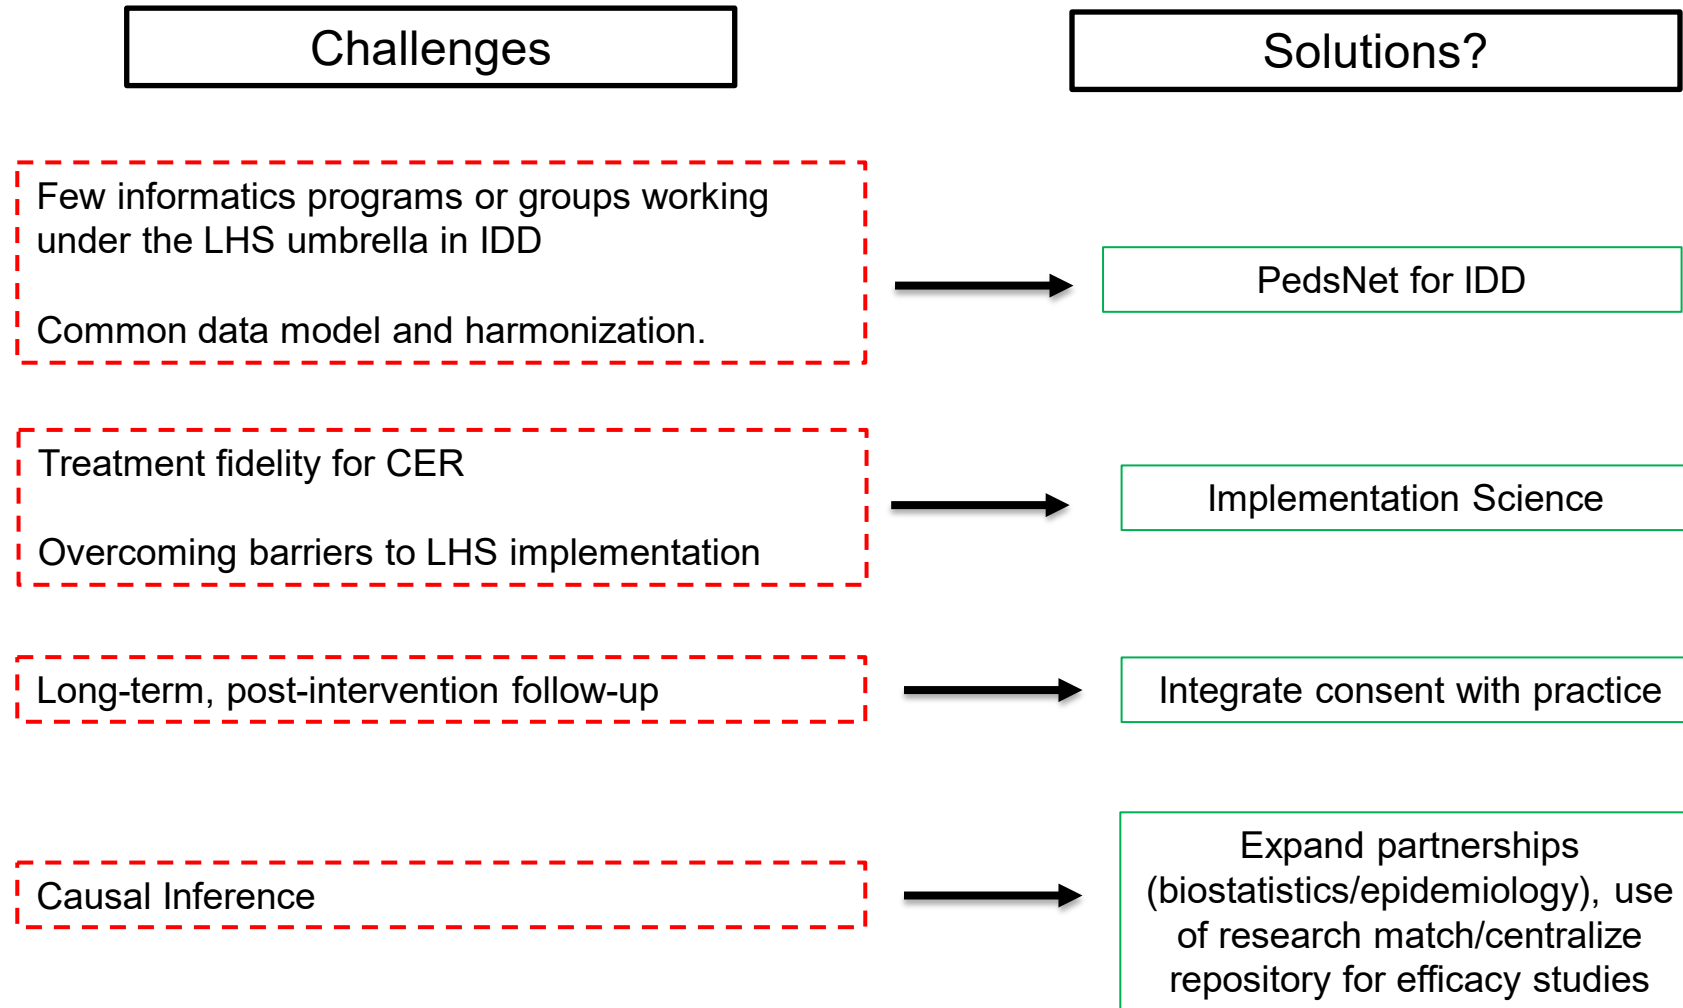 Challenges
Solutions?
Few informatics programs or groups working
under the LHS umbrella in IDD
Common data model and harmonization.
PedsNet for IDD
Treatment fidelity for CER
Overcoming barriers to LHS implementation
Implementation Science
Long-term, post-intervention follow-up
Integrate consent with practice
Causal Inference
Expand partnerships
(biostatistics/epidemiology), use
of research match/centralize
repository for efficacy studies